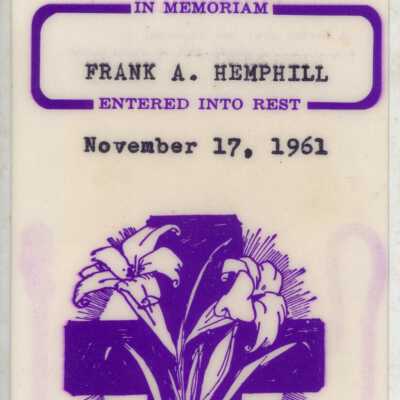 IN MEMORIAM
FRANK A. HEMPHILL
ENTERED INTO REST
November 17, 1961